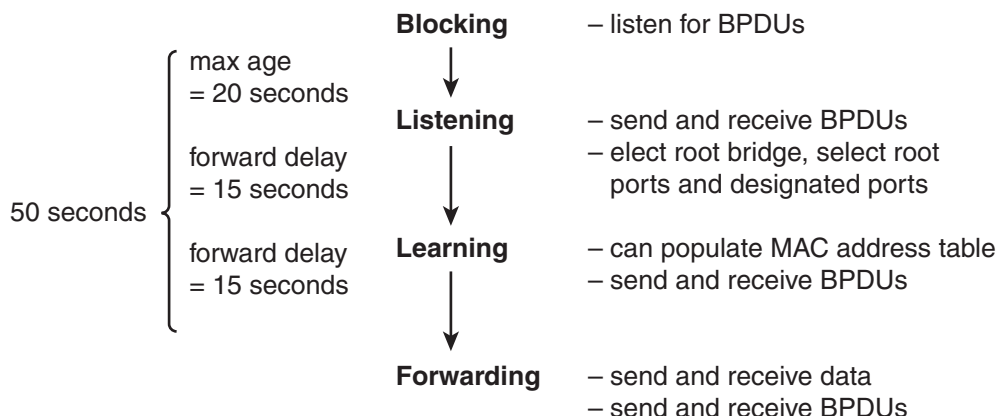 Blocking – listen for BPDUs
max age
= 20 seconds
Listening – send and receive BPDUs
– elect root bridge, select root
ports and designated ports
forward delay
= 15 seconds
50 seconds
Learning – can populate MAC address table
– send and receive BPDUs
forward delay
= 15 seconds
Forwarding – send and receive data
– send and receive BPDUs